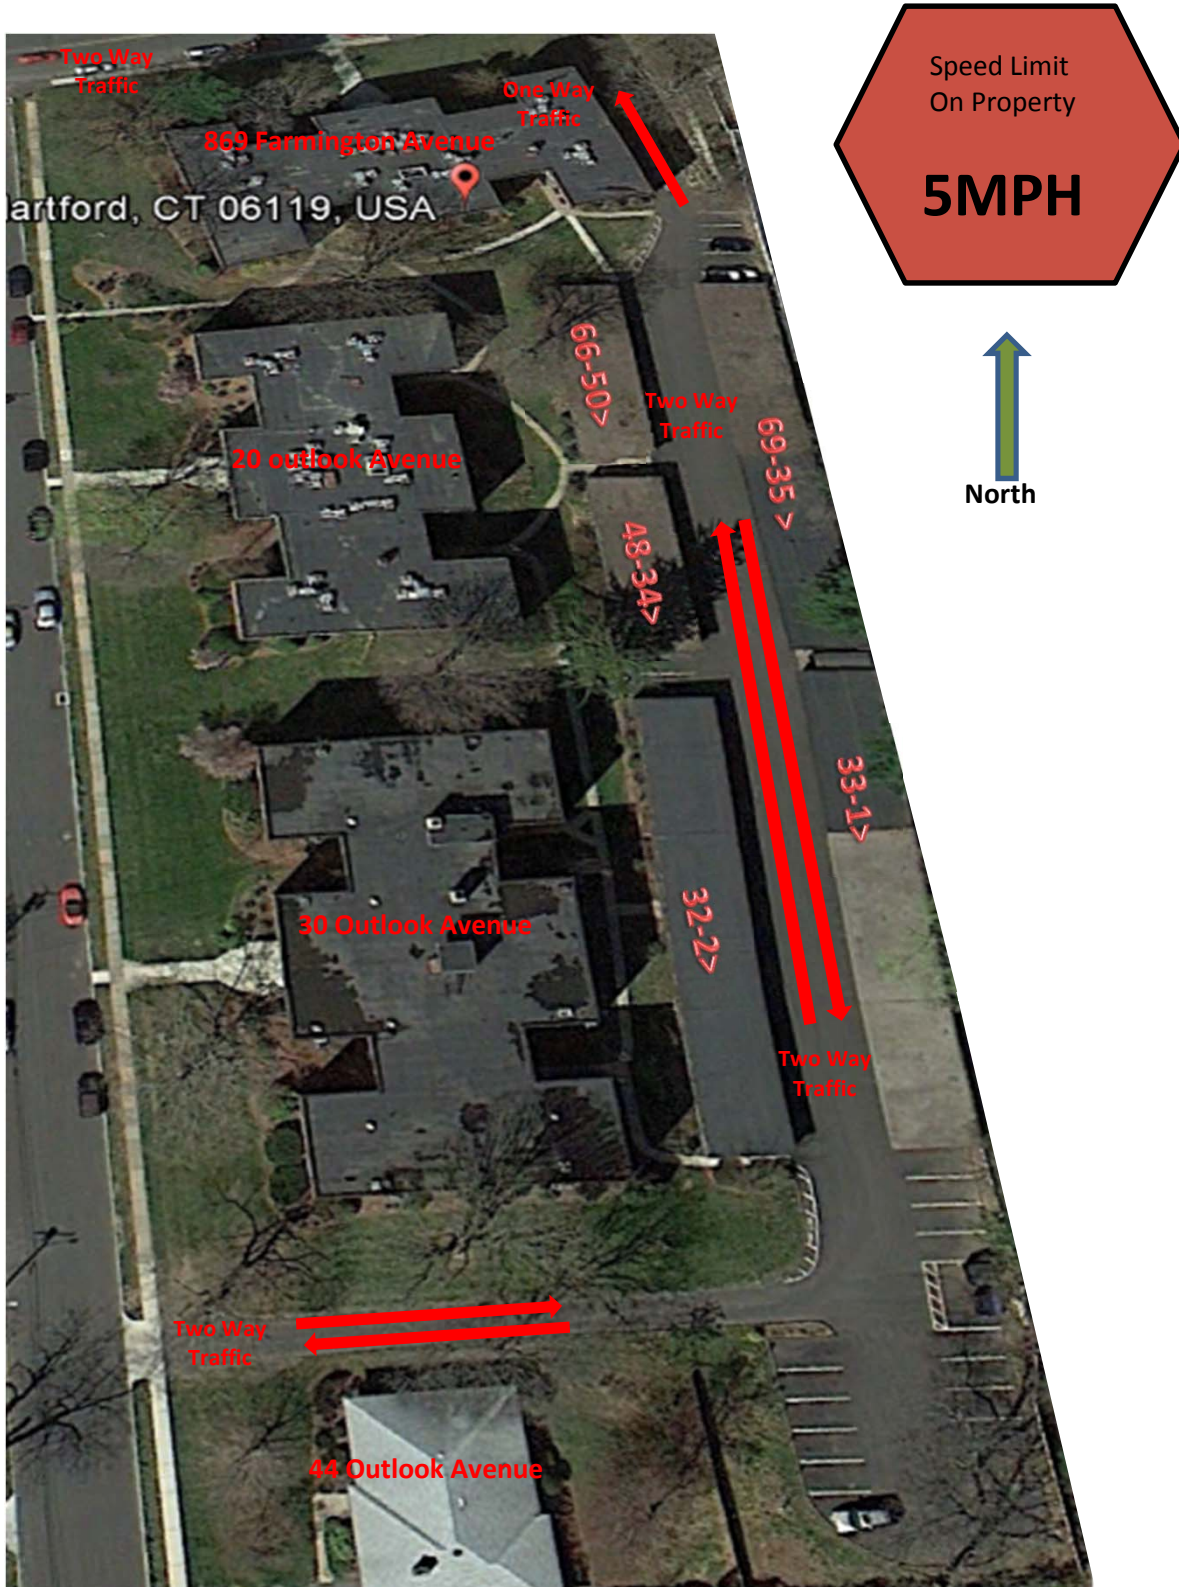 Two Way
Traffic
One Way
Traffic
869 Farmington Avenue
artford, CT 06119, USA
Speed Limit
On Property
5MPH
North
66-50>
Two Way
Traffic
69-35 >
20 outlook Avenue
48-34>
33-1>
32-2>
30 Outlook Avenue
Two Way
Traffic
Two Way
Traffic
44 Outlook Avenue